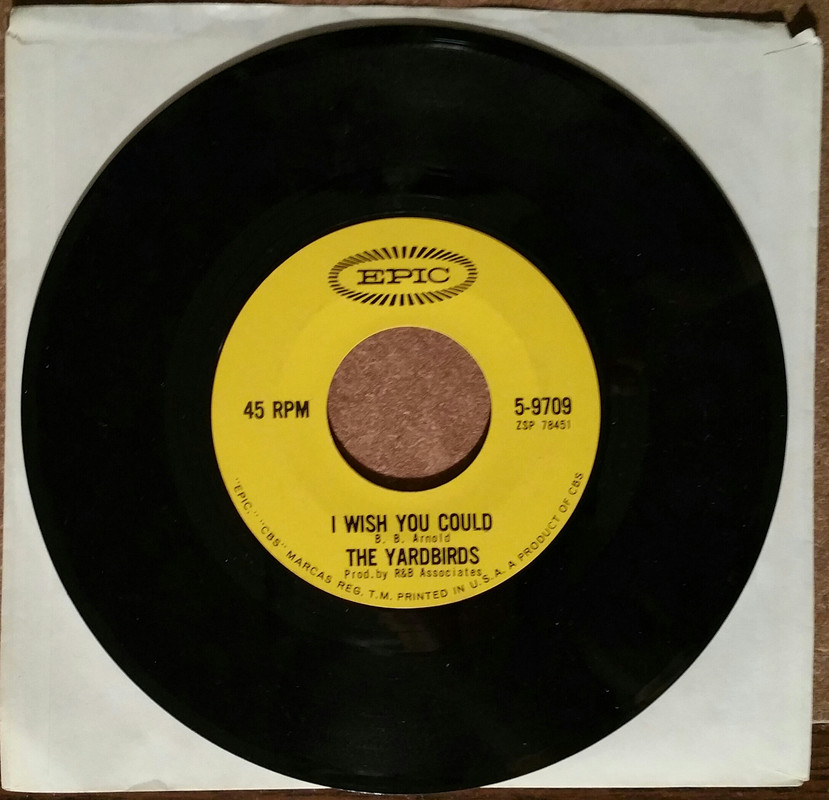 EPIC
45 RPM
5-9709
ZSP 78451
I WISH YOU COULD
B. B. Arnold
THE YARDBIRDS
Prod.by R&B Associates
"EPIC," "CBS" MARCAS REG. T.M. PRINTED IN U.S.A. A PRODUCT OF CBS